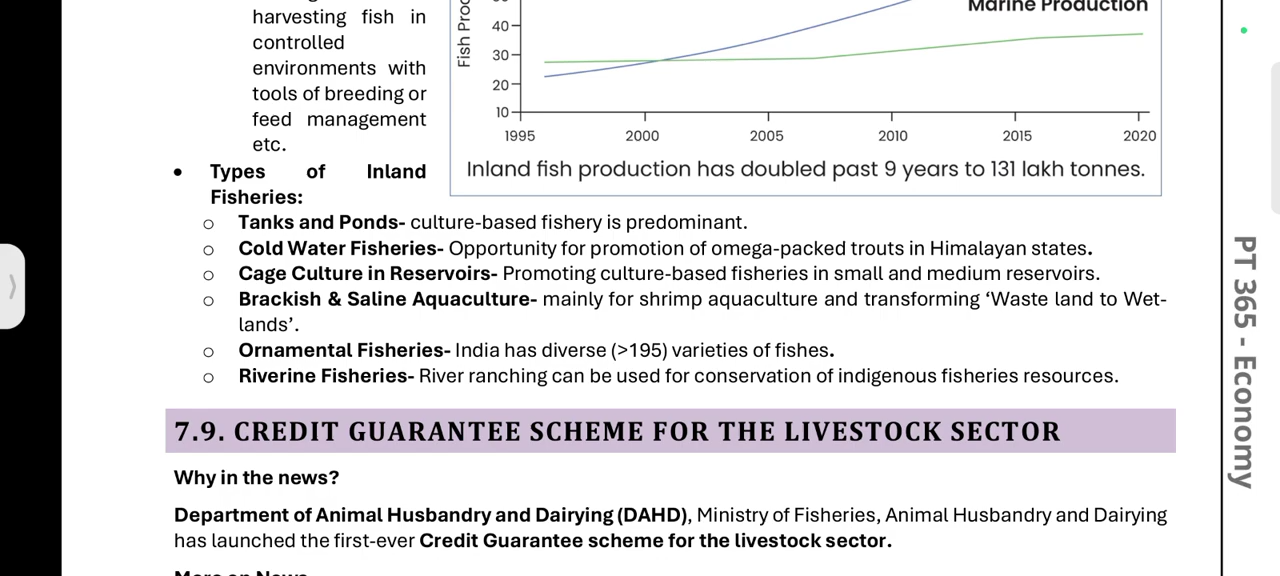 harvesting fish in
controlled
environments with
tools of breeding or
feed management
etc.
• Types of Inland
Fisheries:
Marine Production
Fish Proc
40
30
20
10
1995 2000 2005 2010 2015 2020
Inland fish production has doubled past 9 years to 131 lakh tonnes.
o Tanks and Ponds- culture-based fishery is predominant.
o Cold Water Fisheries- Opportunity for promotion of omega-packed trouts in Himalayan states.
o Cage Culture in Reservoirs- Promoting culture-based fisheries in small and medium reservoirs.
o Brackish & Saline Aquaculture- mainly for shrimp aquaculture and transforming ‘Waste land to Wet-
lands’.
o Ornamental Fisheries- India has diverse (>195) varieties of fishes.
o Riverine Fisheries- River ranching can be used for conservation of indigenous fisheries resources.
7.9. CREDIT GUARANTEE SCHEME FOR THE LIVESTOCK SECTOR
Why in the news?
Department of Animal Husbandry and Dairying (DAHD), Ministry of Fisheries, Animal Husbandry and Dairying
has launched the first-ever Credit Guarantee scheme for the livestock sector.
More on News
PT 365 - Economy